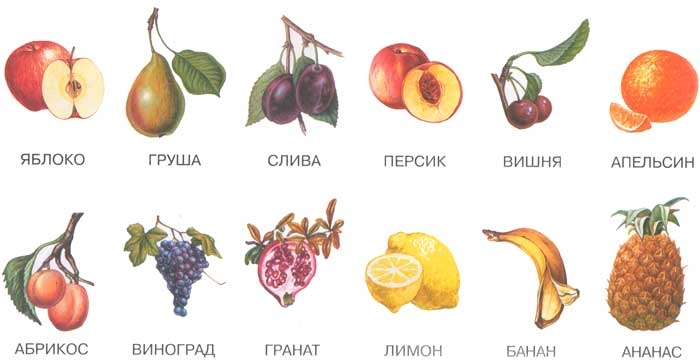 ЯБЛОКО ГРУША СЛИВА ПЕРСИК ВИШНЯ АПЕЛЬСИН
АБРИКОС ВИНОГРАД ГРАНАТ ЛИМОН БАНАН АНАНАС